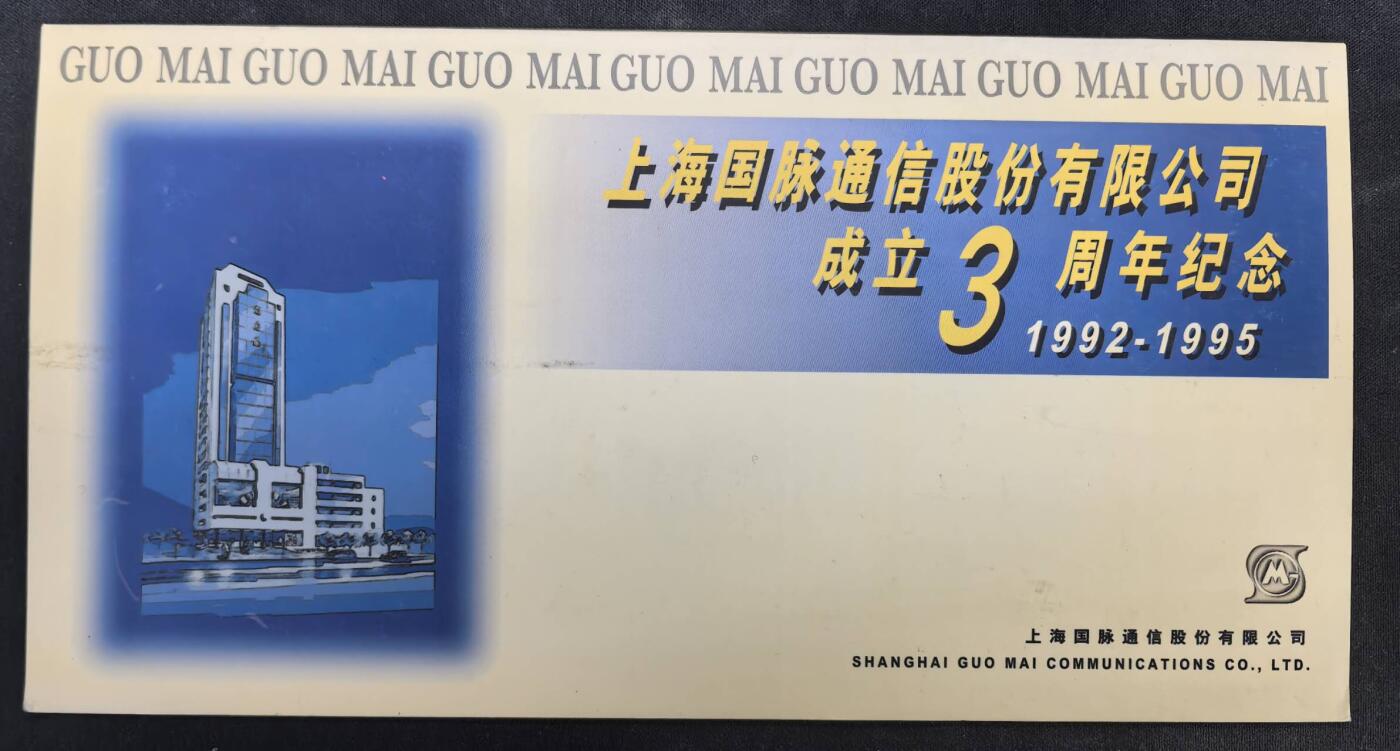 GUO MAI GUO MAI GUO MAI GUO MAI GUO MAI GUO MAI GUO MAI
上海国脉通信股份有限公司
成立3周年纪念
1992-1995
上海国脉通信股份有限公司
SHANGHAI GUO MAI COMMUNICATIONS CO., LTD.